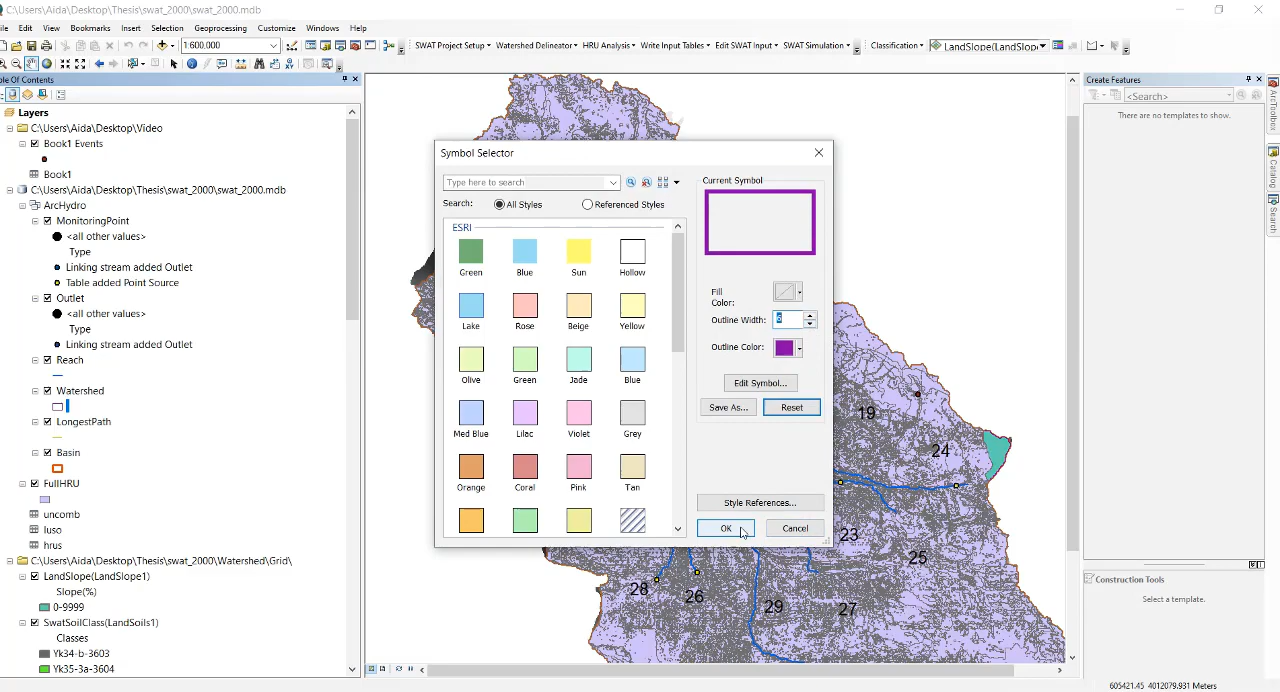 C:\Users\Aida\Desktop\Thesis\swat_2000\swat_2000.mdb
ile Edit View Bookmarks Insert Selection Geoprocessing Customize Windows Help
1:600,000
SWAT Project Setup Watershed Delineator HRU Analysis Write Input Tables Edit SWAT Input SWAT Simulation Classification LandSlope(LandSlop
ble Of Contents
Layers
C:\Users\Aida\Desktop\Video
Book1 Events
Book1
C:\Users\Aida\Desktop\Thesis\swat_2000\swat_2000.mdb
ArcHydro
MonitoringPoint
<all other values>
Type
Linking stream added Outlet
Table added Point Source
Outlet
<all other values>
Type
Linking stream added Outlet
Reach
Watershed
LongestPath
Basin
FullHRU
uncomb
luso
hrus
C:\Users\Aida\Desktop\Thesis\swat_2000\Watershed\Grid\
LandSlope(LandSlope1)
Slope(%)
0-9999
SwatSoilClass(LandSoils1)
Classes
Yk34-b-3603
Yk35-3a-3604
Symbol Selector
Type here to search
Search: All Styles Referenced Styles
ESRI
Green Blue Sun Hollow
Lake Rose Beige Yellow
Olive Green Jade Blue
Med Blue Lilac Violet Grey
Orange Coral Pink Tan
Current Symbol
Fill
Color:
Outline Width: 6
Outline Color:
Edit Symbol...
Save As... Reset
Style References...
OK Cancel
19
24
23
25
28
26
29
27
Create Features
<Search>
There are no templates to show.
Construction Tools
Select a template.
ArcToolbox
Catalog
Search
605421.45 4012079.931 Meters